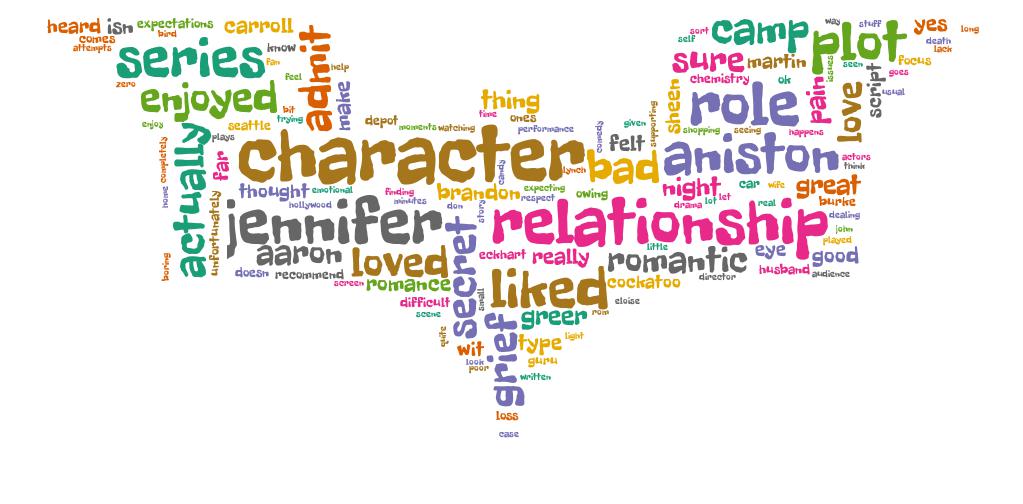 heard isn expectations carroll
comes bird
attempts
series know
zero fan
feel help
enjoyed admit make
bit
trying
enjoy seattle
plays
actually far
completely
home
unfortunately
boring
depot moments watching
thing
time ones
performance
character lynch
candy comedy
thought emotional finding
hollywood minutes
brandon expecting
respect owing
don story
jennifer relationship
aaron loved secret
eckhart really little
doesn recommend
screen romance
difficult
scene
small
liked
romantic
director
cockatoo
eloise
greer rom
quite wit
look
poor
grief type light
guru
written
loss
case
self sort camp way stuff yes long
plot death
lack
sure martin issues seen focus
chemistry ok goes
sheen role pain love script usual
given supporting
shopping seeing happens
felt bad aniston actors
think
night car wife great
drama lot let real burke
dealing
john
played
eye good
husband audience